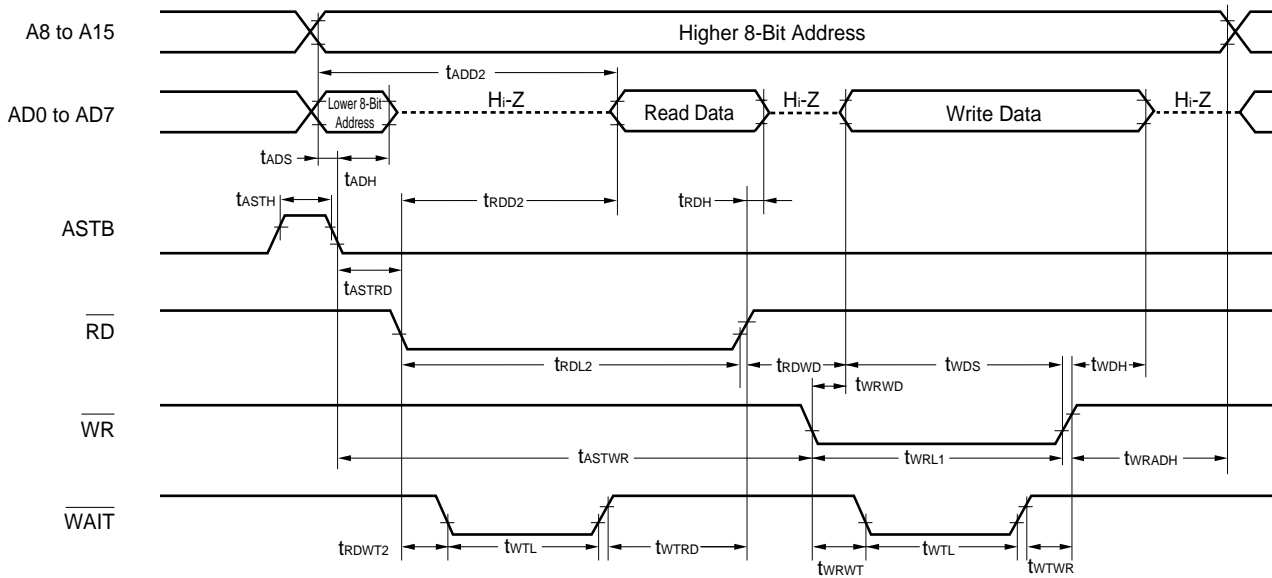 A8 to A15
Higher 8-Bit Address
tADD2
AD0 to AD7
Lower 8-Bit
Address
Hi-Z
Read Data
Hi-Z
Write Data
Hi-Z
tADS
tADH
tASTH
tRDD2
tRDH
ASTB
tASTRD
RD
tRDL2
tRDWD
tWDS
tWDH
tWRWD
WR
tASTWR
tWRL1
tWRADH
WAIT
tRDWT2
tWTL
tWTRD
tWRWT
tWTL
tWTWR